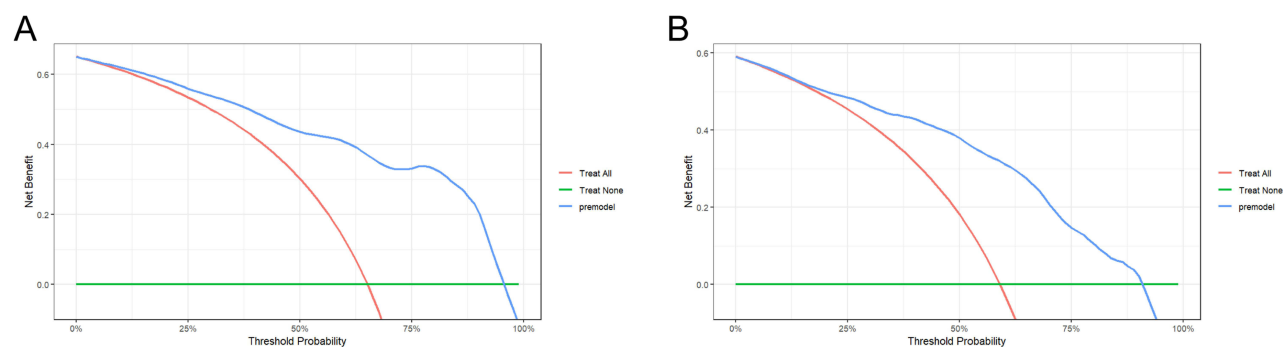 A
0.6
0.4
0.2
0.0
Net Benefit
0%
25%
50%
75%
100%
Threshold Probability
Treat All
Treat None
premodel
B
0.6
0.4
0.2
0.0
Net Benefit
0%
25%
50%
75%
100%
Threshold Probability
Treat All
Treat None
premodel